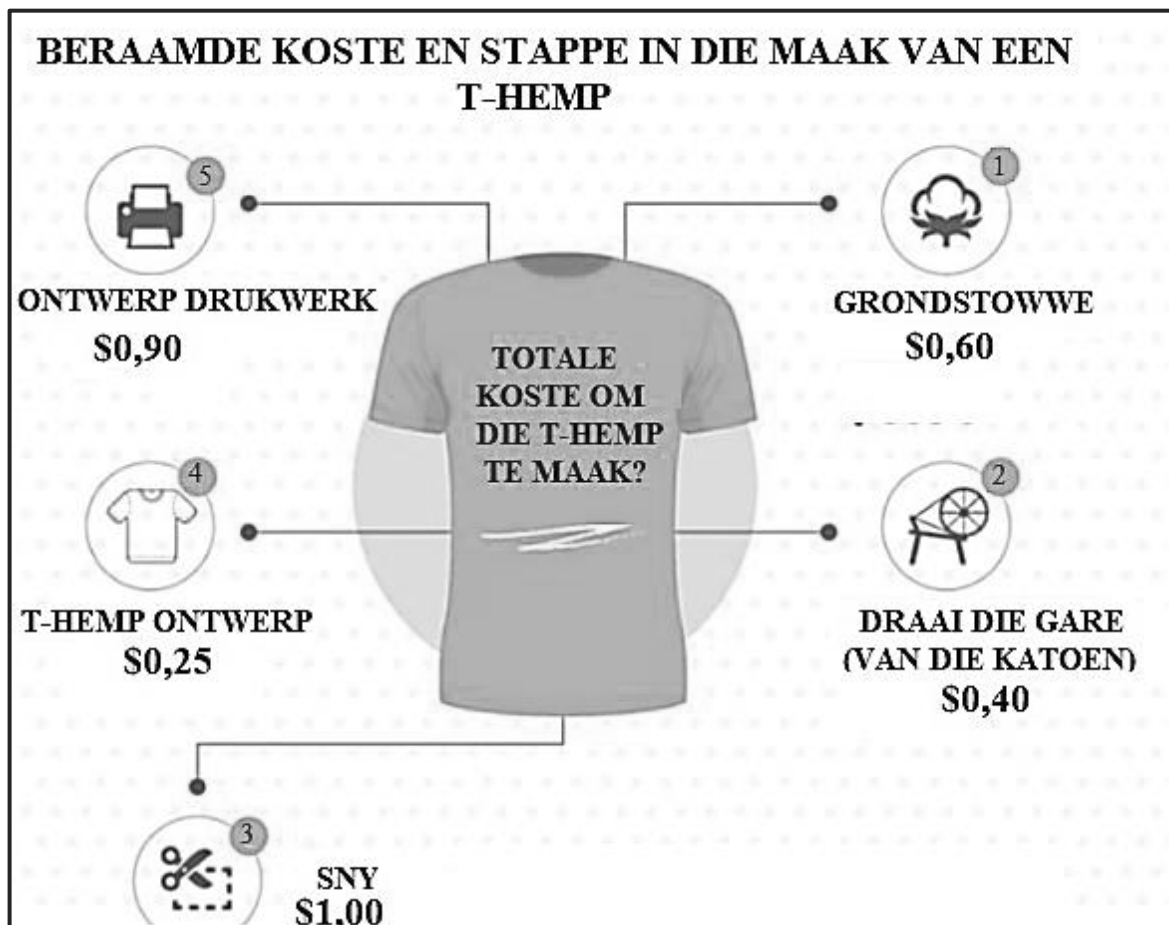 BERAAMDE KOSTE EN STAPPE IN DIE MAAK VAN EEN
T-HEMP
5
ONTWERP DRUKWERK
$0,90
1
GRONDSTOWWE
$0,60
TOTALE
KOSTE OM
DIE T-HEMP
TE MAAK?
4
T-HEMP ONTWERP
$0,25
2
DRAAI DIE GARE
(VAN DIE KATOEN)
$0,40
3
SNY
$1,00